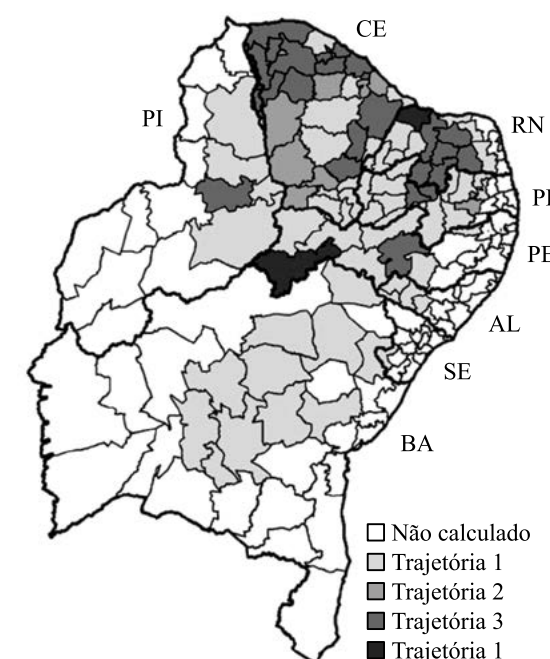 CE
PI
RN
PE
AL
SE
BA
Não calculado
Trajetória 1
Trajetória 2
Trajetória 3
Trajetória 1